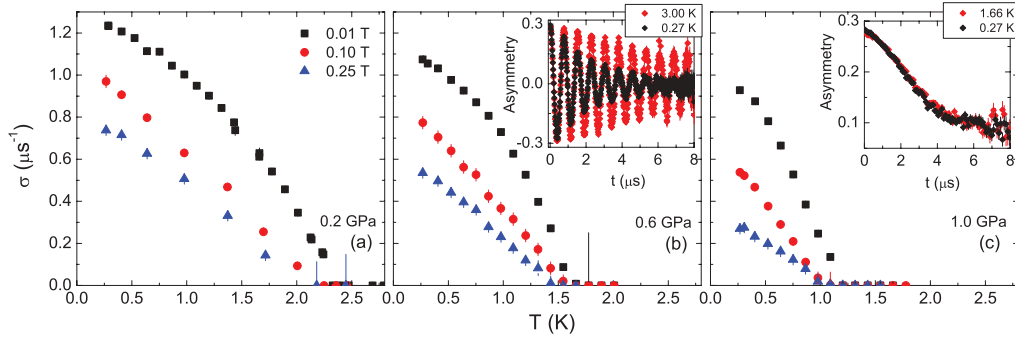 σ (μs⁻¹)
1.2
1.0
0.8
0.6
0.4
0.2
0.0
0.01 T
0.10 T
0.25 T
0.2 GPa
(a)
0.0 0.5 1.0 1.5 2.0 2.5
Asymmetry
0.3
0.0
-0.3
3.00 K
0.27 K
0 2 4 6 8
t (μs)
0.6 GPa
(b)
0.5 1.0 1.5 2.0 2.5
T (K)
Asymmetry
0.3
0.2
0.1
1.66 K
0.27 K
0 2 4 6 8
t (μs)
1.0 GPa
(c)
0.0 0.5 1.0 1.5 2.0 2.5